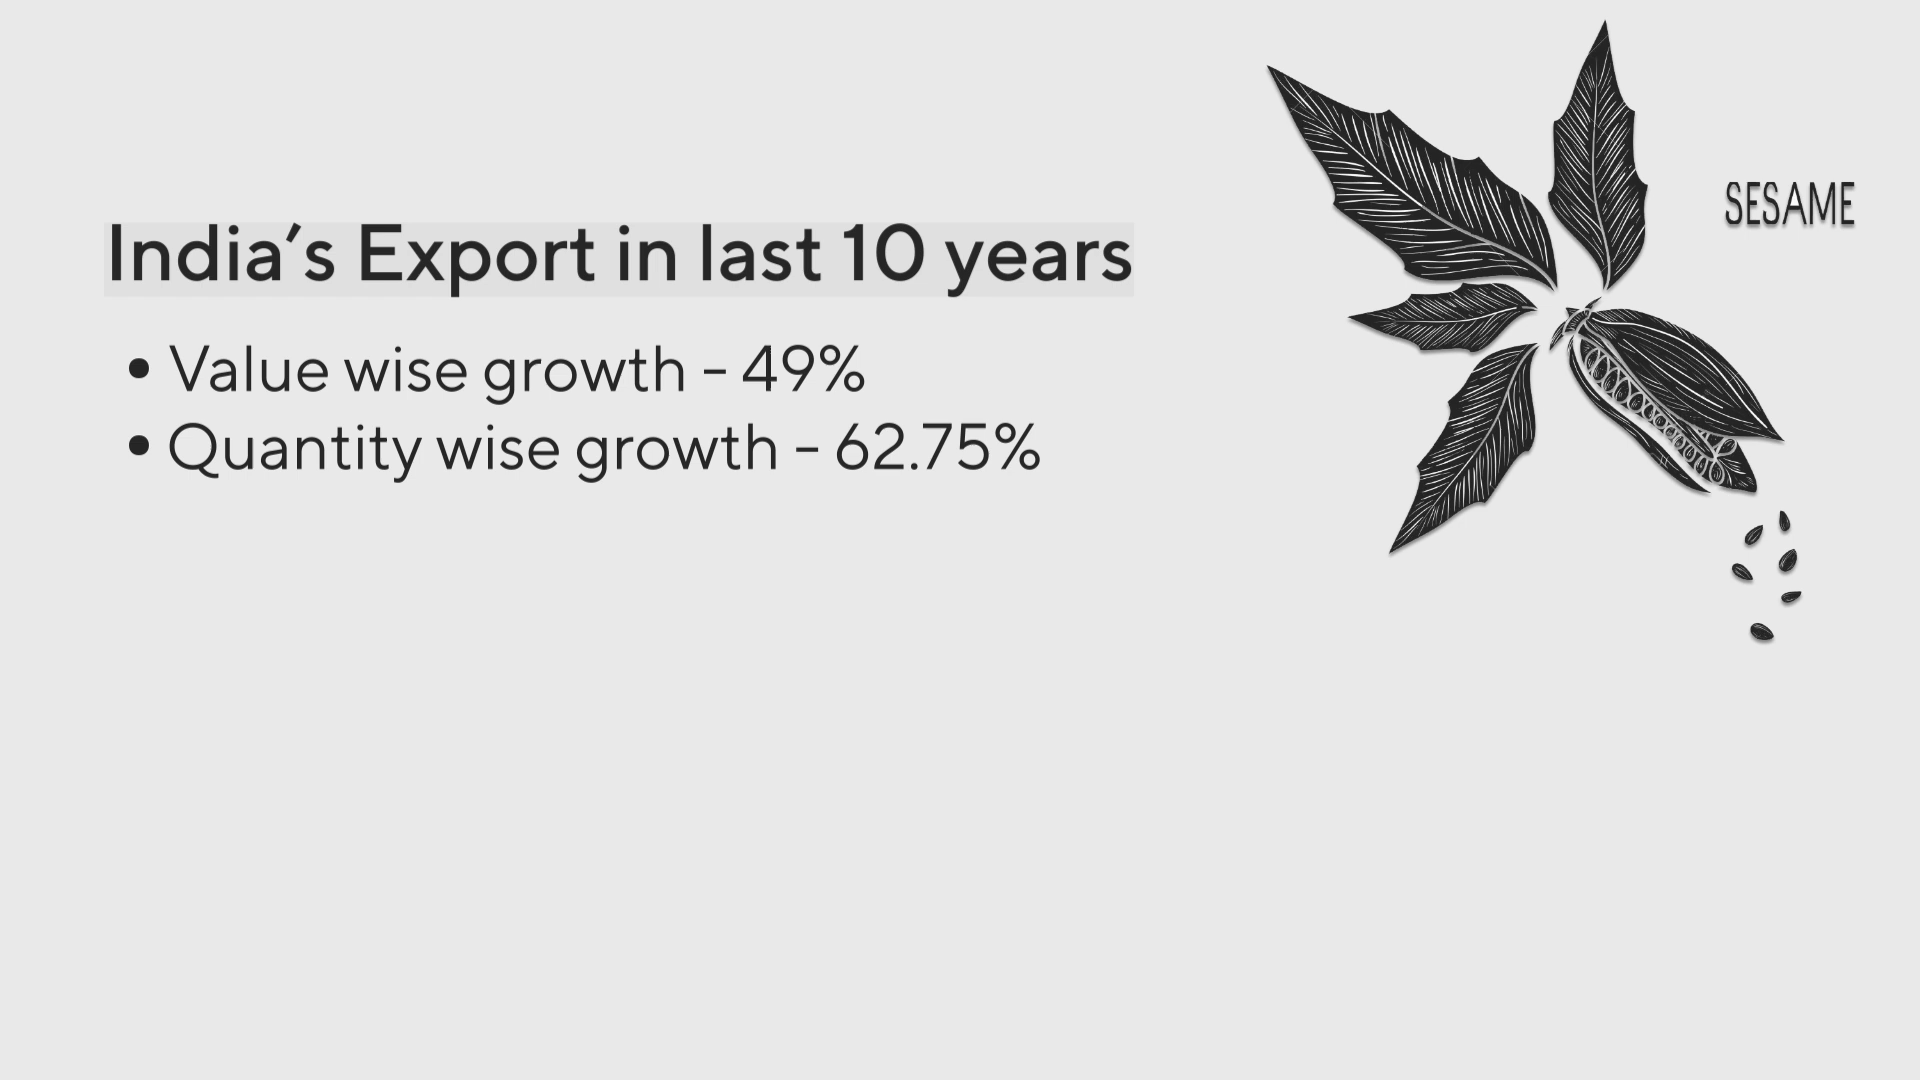 SESAME
India’s Export in last 10 years
• Value wise growth - 49%
• Quantity wise growth - 62.75%